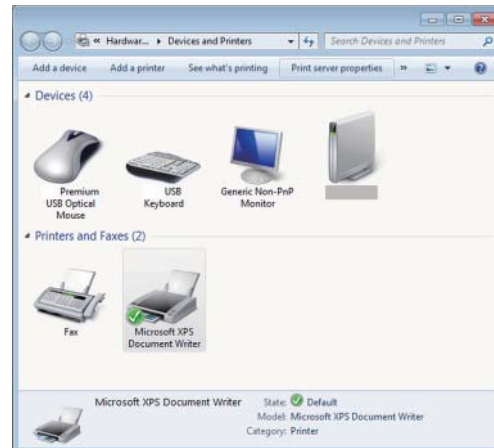 « Hardwar... ▸ Devices and Printers
Search Devices and Printers
Add a device Add a printer See what's printing Print server properties »
Devices (4)
Premium
USB Optical
Mouse
USB
Keyboard
Generic Non-PnP
Monitor
Printers and Faxes (2)
Fax
Microsoft XPS
Document Writer
Microsoft XPS Document Writer State: Default
Model: Microsoft XPS Document Writer
Category: Printer